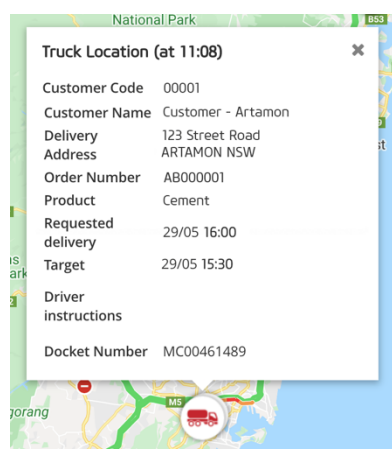 National Park
B53
Truck Location (at 11:08)
Customer Code 00001
Customer Name Customer - Artamon
Delivery Address 123 Street Road
ARTAMON NSW
Order Number AB000001
Product Cement
Requested delivery 29/05 16:00
Target 29/05 15:30
Driver instructions
Docket Number MC00461489
M5